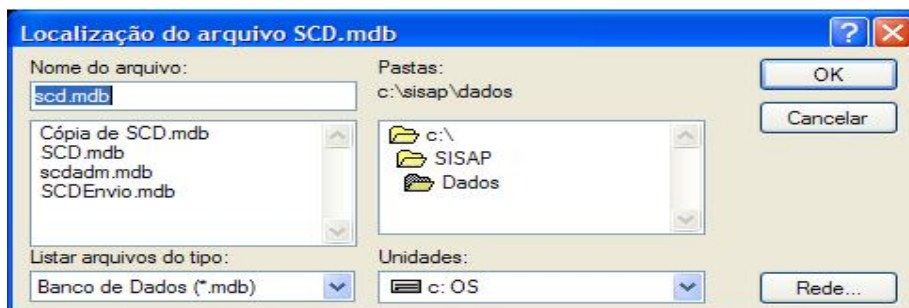 Localização do arquivo SCD.mdb
Nome do arquivo:
scd.mdb
Cópia de SCD.mdb
SCD.mdb
scdadm.mdb
SCDEnvio.mdb
Listar arquivos do tipo:
Banco de Dados (*.mdb)
Pastas:
c:\sisap\dados
c:\
SISAP
Dados
Unidades:
c: OS
OK
Cancelar
Rede...